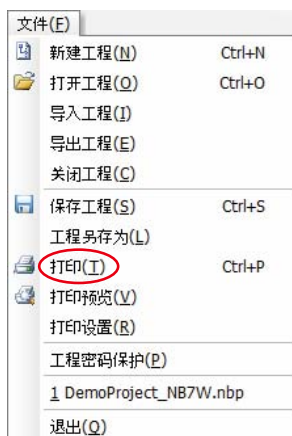 文件(F)
新建工程(N) Ctrl+N
打开工程(O) Ctrl+O
导入工程(I)
导出工程(E)
关闭工程(C)
保存工程(S) Ctrl+S
工程另存为(L)
打印(T) Ctrl+P
打印预览(V)
打印设置(R)
工程密码保护(P)
1 DemoProject_NB7W.nbp
退出(Q)